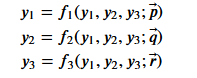 y₁ = f₁(y₁, y₂, y₃; p⃗)
y₂ = f₂(y₁, y₂, y₃; q⃗)
y₃ = f₃(y₁, y₂, y₃; r⃗)